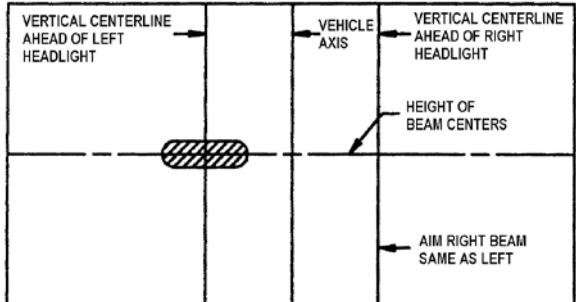 VERTICAL CENTERLINE
AHEAD OF LEFT
HEADLIGHT
VEHICLE
AXIS
VERTICAL CENTERLINE
AHEAD OF RIGHT
HEADLIGHT
HEIGHT OF
BEAM CENTERS
AIM RIGHT BEAM
SAME AS LEFT